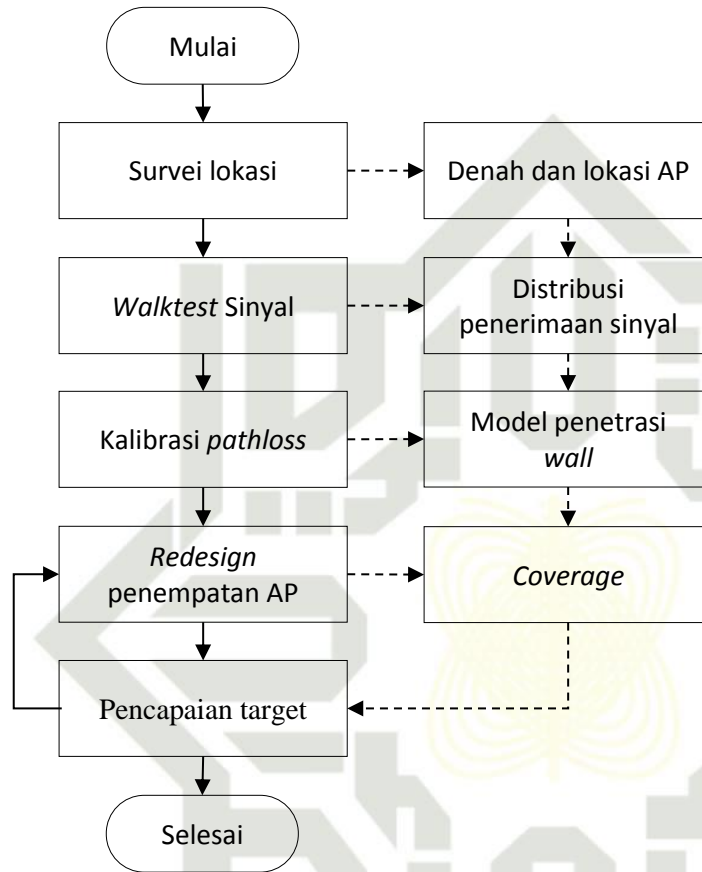 Mulai
Survei lokasi
Denah dan lokasi AP
Walktest Sinyal
Distribusi
penerimaan sinyal
Kalibrasi pathloss
Model penetrasi
wall
Redesign
penempatan AP
Coverage
Pencapaian target
Selesai